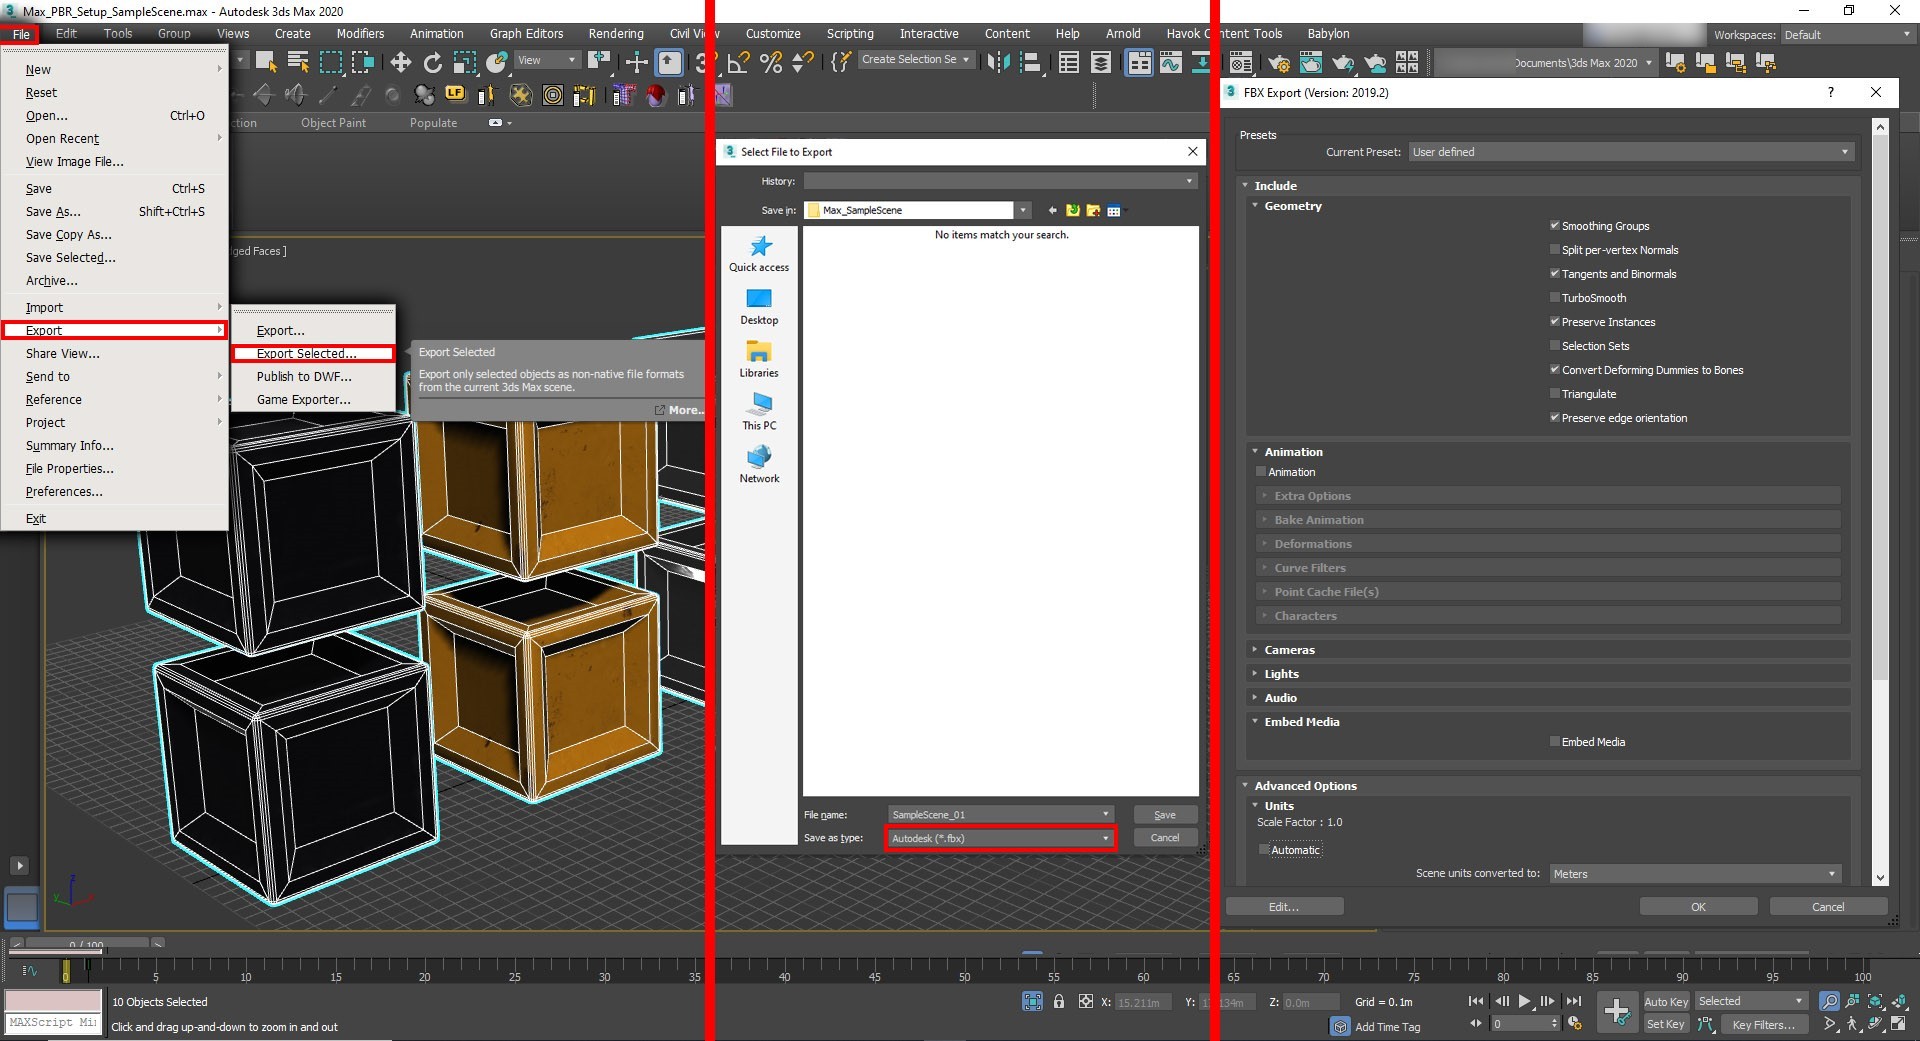 Max_PBR_Setup_SampleScene.max - Autodesk 3ds Max 2020
File Edit Tools Group Views Create Modifiers Animation Graph Editors Rendering Civil View Customize Scripting Interactive Content Help Arnold Havok Content Tools Babylon
Workspaces: Default
View
Create Selection Se
Documents\3ds Max 2020
LF
Object Paint
Populate
New
Reset
Open... Ctrl+O
Open Recent
View Image File...
Save Ctrl+S
Save As... Shift+Ctrl+S
Save Copy As...
Save Selected...
Archive...
Import
Export
Share View...
Send to
Reference
Project
Summary Info...
File Properties...
Preferences...
Exit
Export...
Export Selected...
Publish to DWF...
Game Exporter...
Export Selected
Export only selected objects as non-native file formats
from the current 3ds Max scene.
More..
ged Faces ]
Select File to Export
History:
Save in: Max_SampleScene
No items match your search.
Quick access
Desktop
Libraries
This PC
Network
File name: SampleScene_01
Save
Save as type: Autodesk (*.fbx)
Cancel
FBX Export (Version: 2019.2)
?
Presets
Current Preset: User defined
Include
Geometry
Smoothing Groups
Split per-vertex Normals
Tangents and Binormals
TurboSmooth
Preserve Instances
Selection Sets
Convert Deforming Dummies to Bones
Triangulate
Preserve edge orientation
Animation
Animation
Extra Options
Bake Animation
Deformations
Curve Filters
Point Cache File(s)
Characters
Cameras
Lights
Audio
Embed Media
Embed Media
Advanced Options
Units
Scale Factor : 1.0
Automatic
Scene units converted to: Meters
Edit...
OK
Cancel
0 / 100
0 5 10 15 20 25 30 35 40 45 50 55 60 65 70 75 80 85 90 95 100
10 Objects Selected
X: 15.211m Y: Z: 0.0m Grid = 0.1m
Auto Key Selected
MAXScript Mi
Click and drag up-and-down to zoom in and out
Add Time Tag
0
Set Key
Key Filters...